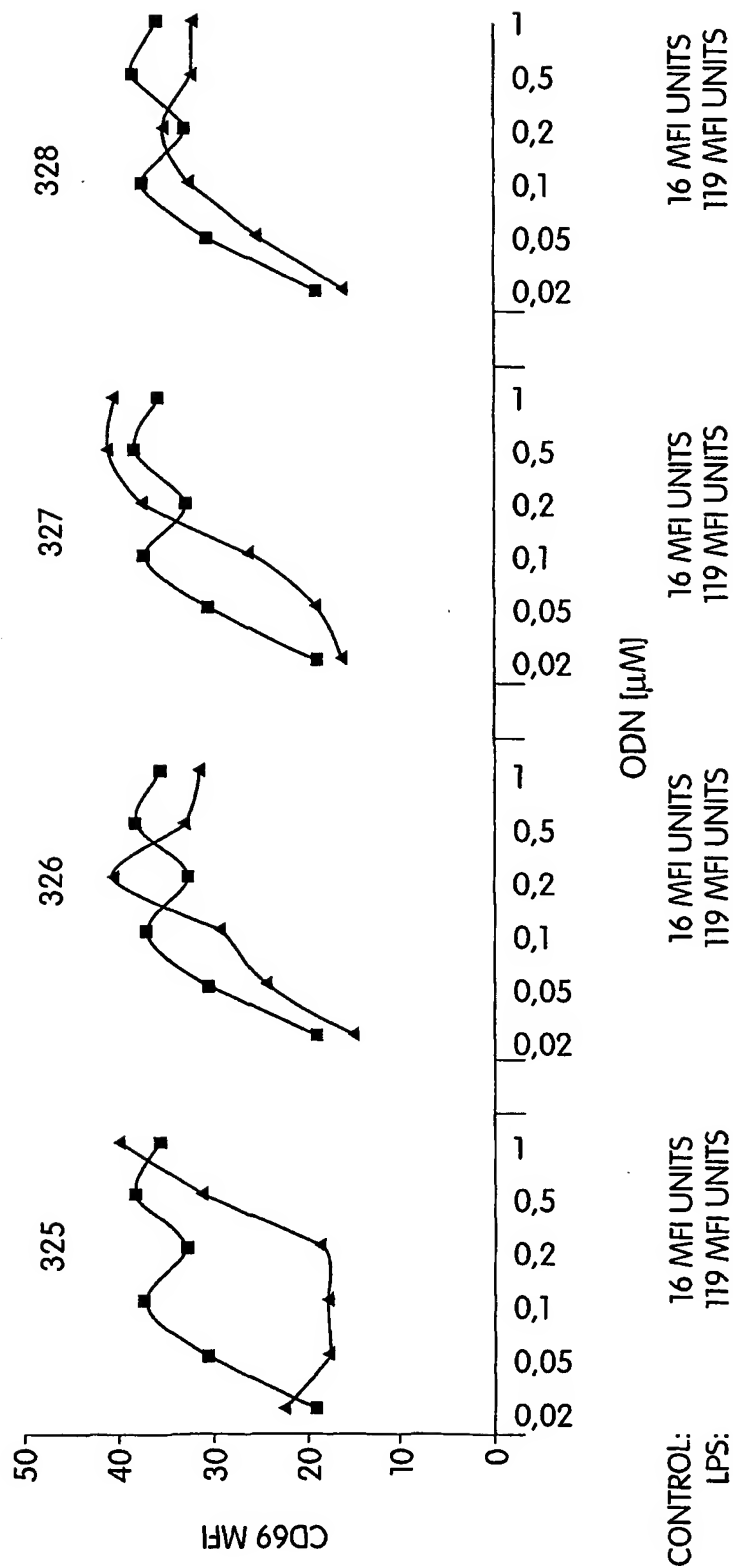 325 326 327 328
50
40
30
20
10
0
CD69 MFI
0,02 0,05 0,1 0,2 0,5 1 0,02 0,05 0,1 0,2 0,5 1 0,02 0,05 0,1 0,2 0,5 1 0,02 0,05 0,1 0,2 0,5 1
ODN [µM]
CONTROL: 16 MFI UNITS 16 MFI UNITS 16 MFI UNITS 16 MFI UNITS
LPS: 119 MFI UNITS 119 MFI UNITS 119 MFI UNITS 119 MFI UNITS